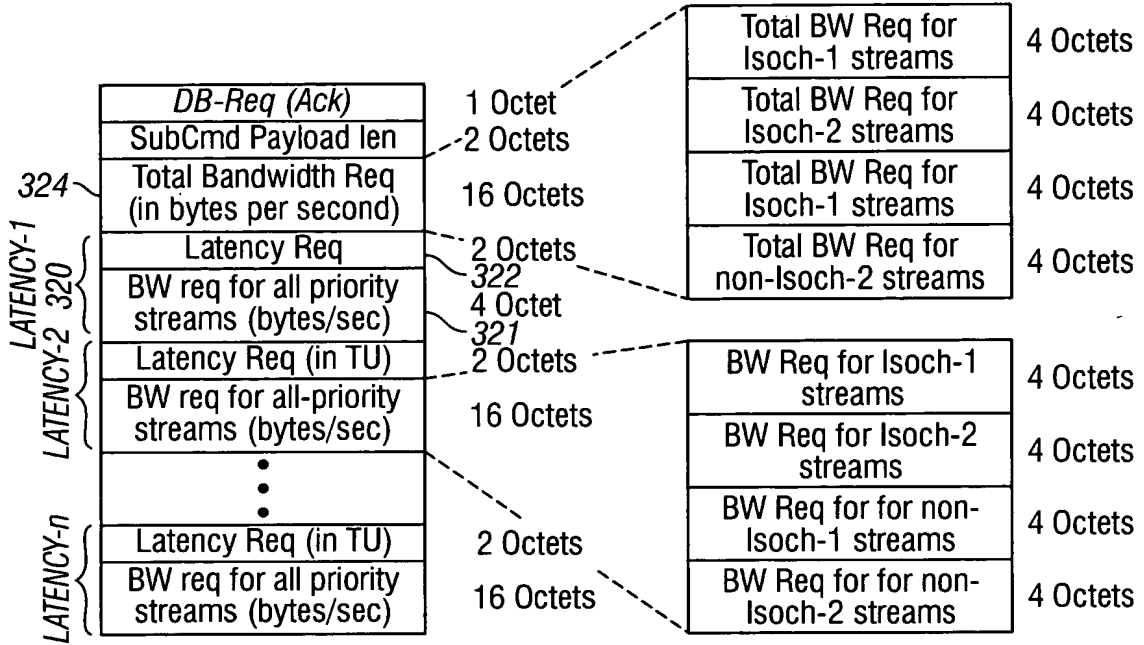 DB-Req (Ack)
1 Octet
SubCmd Payload len
2 Octets
324
Total Bandwidth Req
(in bytes per second)
16 Octets
LATENCY-1
320
Latency Req
2 Octets
322
BW req for all priority
streams (bytes/sec)
4 Octet
321
LATENCY-2
Latency Req (in TU)
2 Octets
BW req for all-priority
streams (bytes/sec)
16 Octets
LATENCY-n
Latency Req (in TU)
2 Octets
BW req for all priority
streams (bytes/sec)
16 Octets
Total BW Req for
Isoch-1 streams
4 Octets
Total BW Req for
Isoch-2 streams
4 Octets
Total BW Req for
Isoch-1 streams
4 Octets
Total BW Req for
non-Isoch-2 streams
4 Octets
BW Req for Isoch-1
streams
4 Octets
BW Req for Isoch-2
streams
4 Octets
BW Req for for non-
Isoch-1 streams
4 Octets
BW Req for for non-
Isoch-2 streams
4 Octets